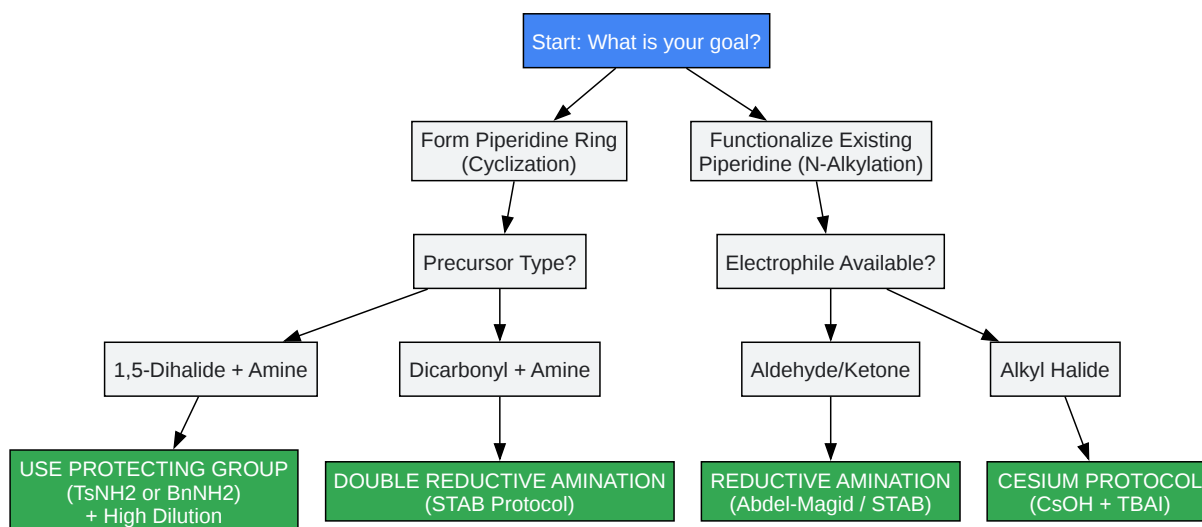 Start: What is your goal?
Form Piperidine Ring
(Cyclization)
Functionalize Existing
Piperidine (N-Alkylation)
Precursor Type?
Electrophile Available?
1,5-Dihalide + Amine
Dicarbonyl + Amine
Aldehyde/Ketone
Alkyl Halide
USE PROTECTING GROUP
(TsNH2 or BnNH2)
+ High Dilution
DOUBLE REDUCTIVE AMINATION
(STAB Protocol)
REDUCTIVE AMINATION
(Abdel-Magid / STAB)
CESIUM PROTOCOL
(CsOH + TBAI)